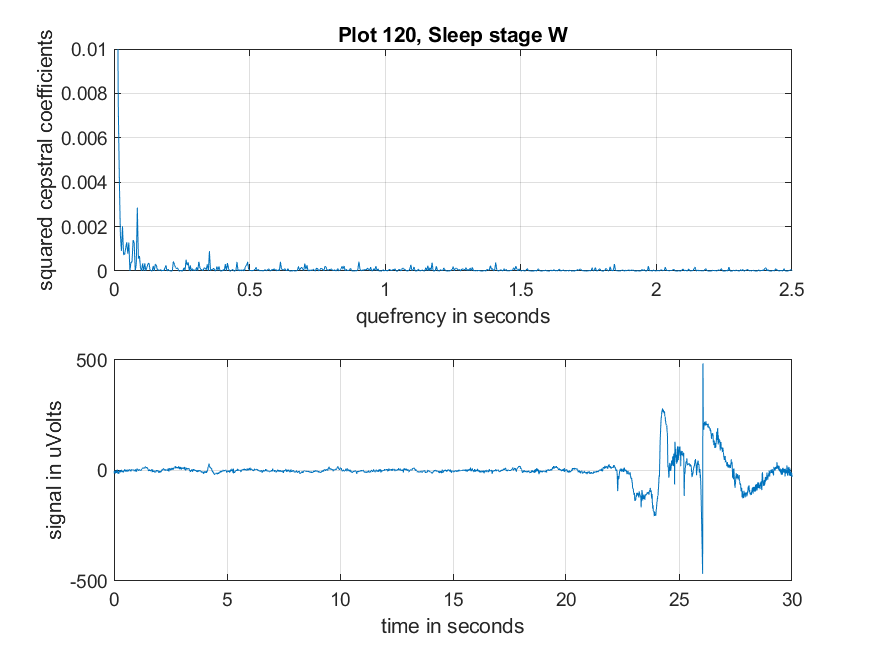 Plot 120, Sleep stage W
squared cepstral coefficients
0.01
0.008
0.006
0.004
0.002
0
0 0.5 1 1.5 2 2.5
quefrency in seconds
signal in uVolts
500
0
-500
0 5 10 15 20 25 30
time in seconds